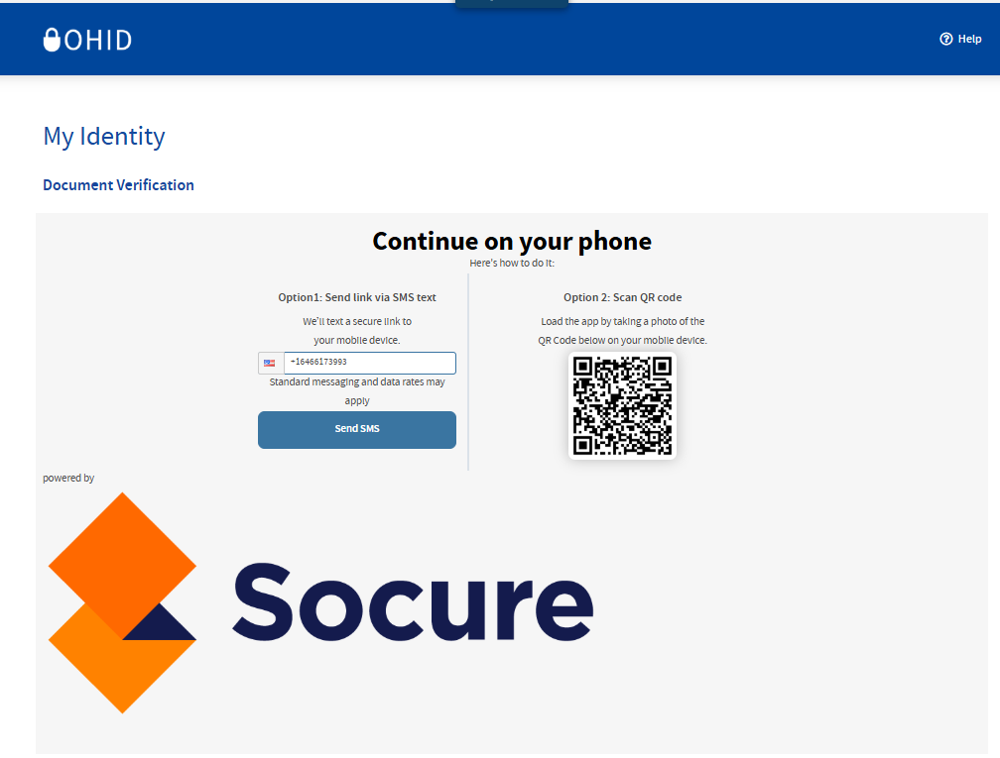 OHID
Help
My Identity
Document Verification
Continue on your phone
Here's how to do it:
Option1: Send link via SMS text
We'll text a secure link to
your mobile device.
+16466173993
Standard messaging and data rates may
apply
Send SMS
Option 2: Scan QR code
Load the app by taking a photo of the
QR Code below on your mobile device.
powered by
Socure